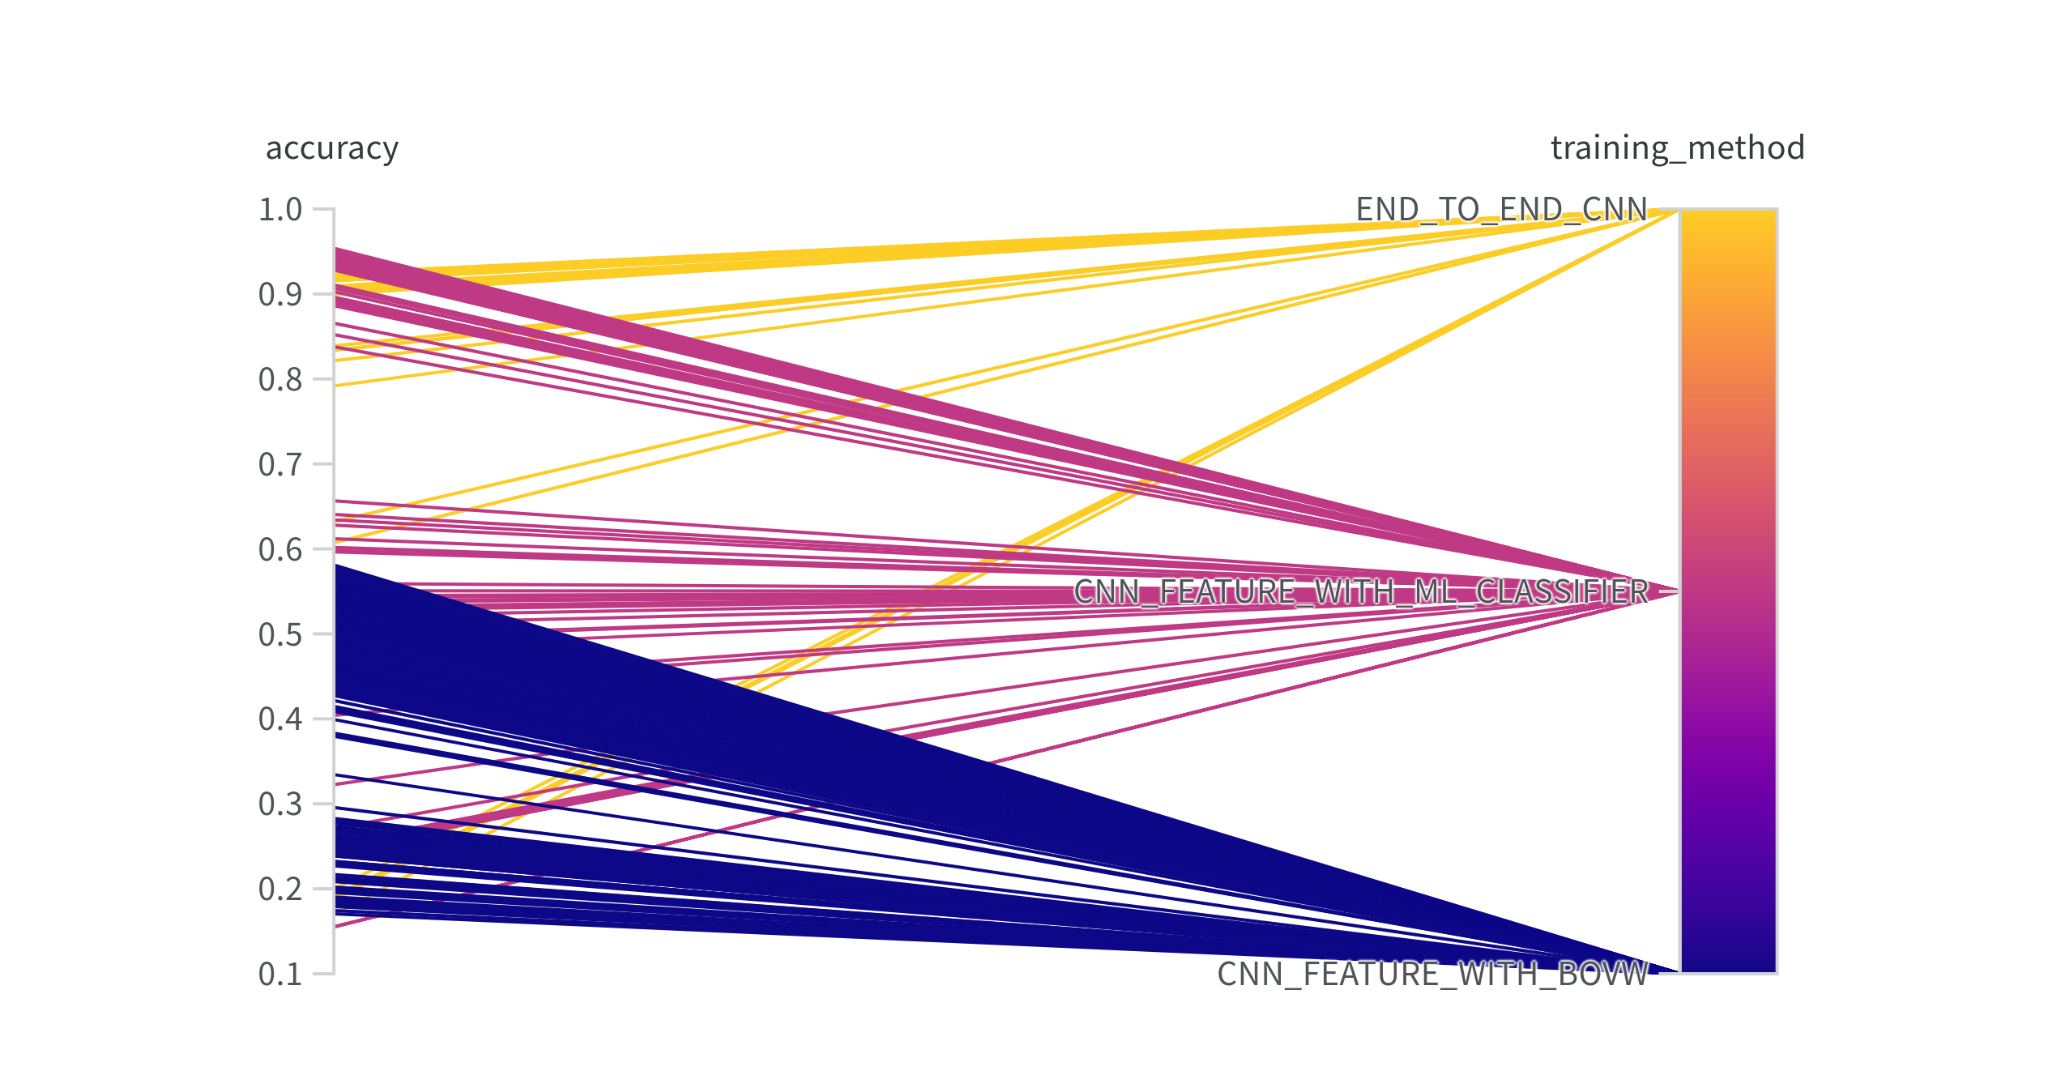 accuracy
training_method
1.0
0.9
0.8
0.7
0.6
0.5
0.4
0.3
0.2
0.1
END_TO_END_CNN
CNN_FEATURE_WITH_ML_CLASSIFIER
CNN_FEATURE_WITH_BOVW